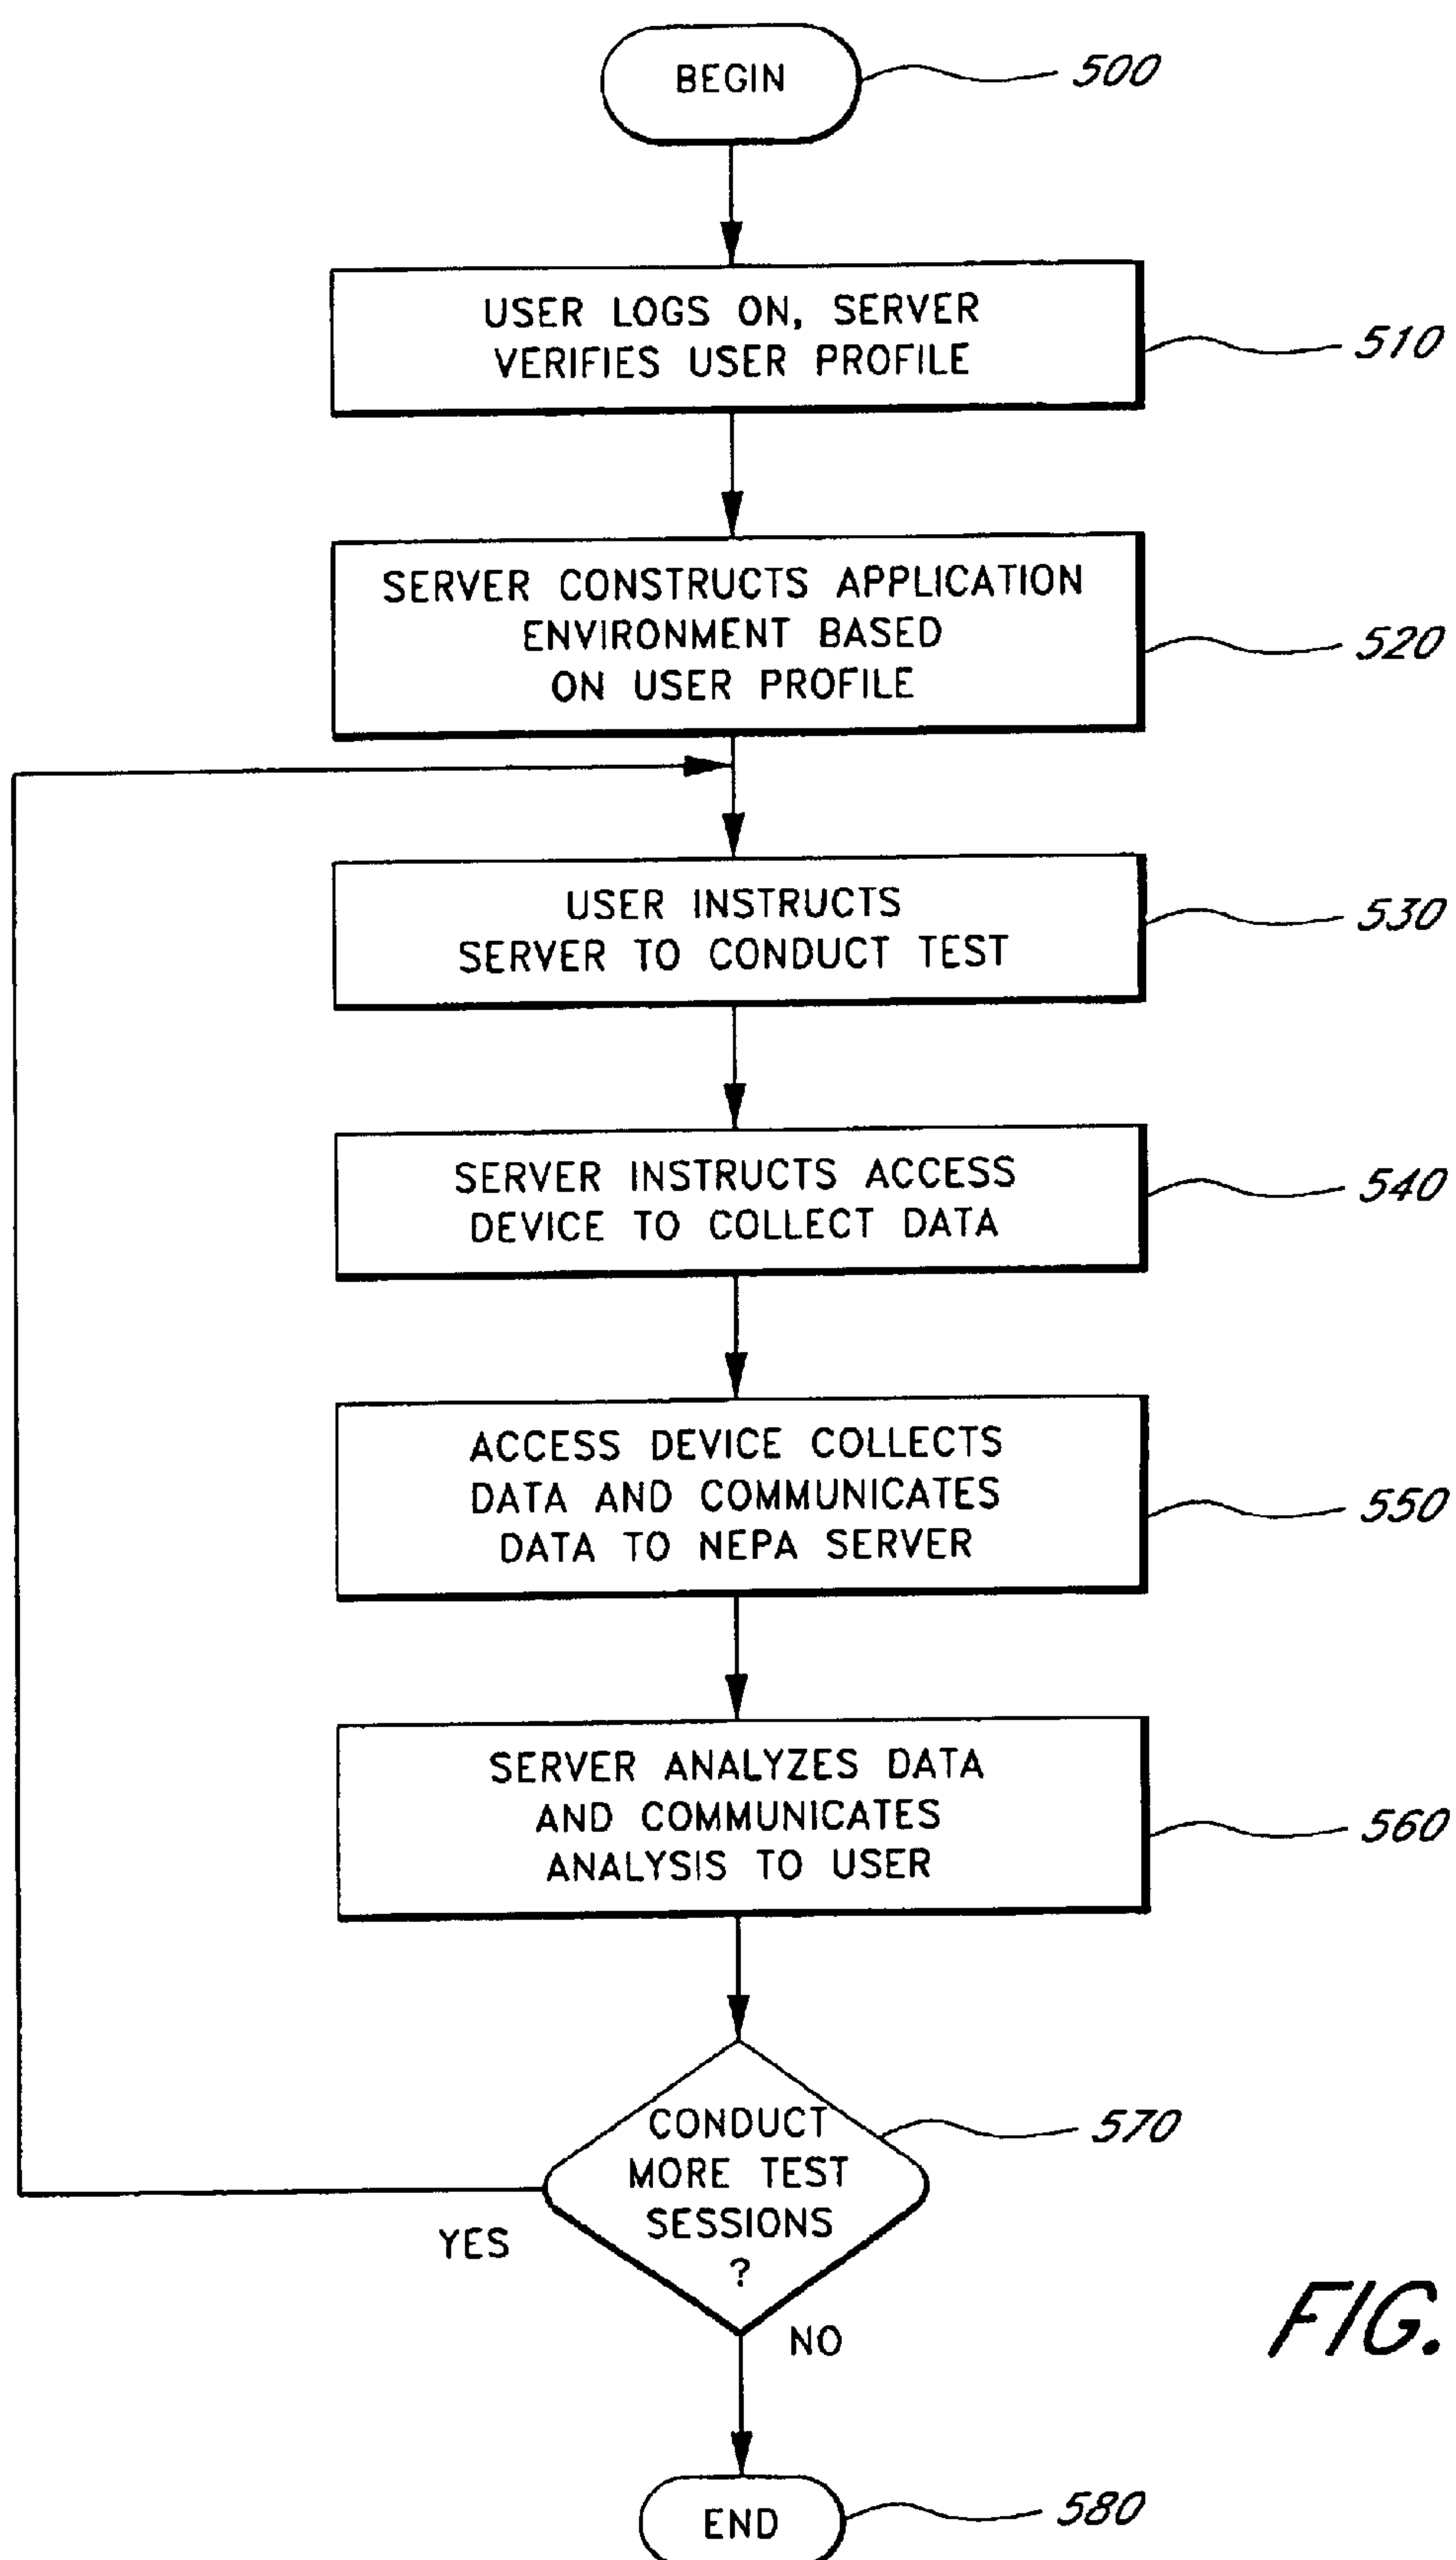 BEGIN
500
USER LOGS ON, SERVER
VERIFIES USER PROFILE
510
SERVER CONSTRUCTS APPLICATION
ENVIRONMENT BASED
ON USER PROFILE
520
USER INSTRUCTS
SERVER TO CONDUCT TEST
530
SERVER INSTRUCTS ACCESS
DEVICE TO COLLECT DATA
540
ACCESS DEVICE COLLECTS
DATA AND COMMUNICATES
DATA TO NEPA SERVER
550
SERVER ANALYZES DATA
AND COMMUNICATES
ANALYSIS TO USER
560
CONDUCT
MORE TEST
SESSIONS
?
570
YES
NO
FIG.
END
580